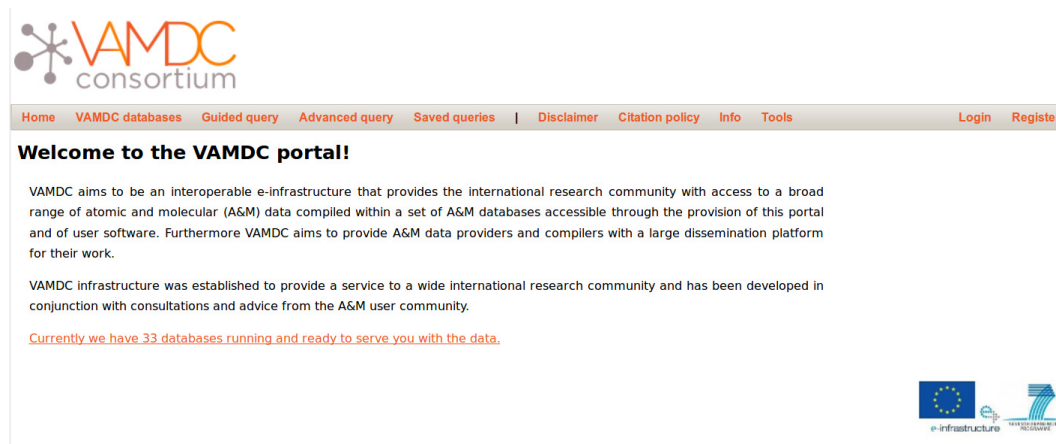 VAMDC
consortium
Home VAMDC databases Guided query Advanced query Saved queries | Disclaimer Citation policy Info Tools Login Registe
Welcome to the VAMDC portal!
VAMDC aims to be an interoperable e-infrastructure that provides the international research community with access to a broad
range of atomic and molecular (A&M) data compiled within a set of A&M databases accessible through the provision of this portal
and of user software. Furthermore VAMDC aims to provide A&M data providers and compilers with a large dissemination platform
for their work.
VAMDC infrastructure was established to provide a service to a wide international research community and has been developed in
conjunction with consultations and advice from the A&M user community.
Currently we have 33 databases running and ready to serve you with the data.
e-infrastructure